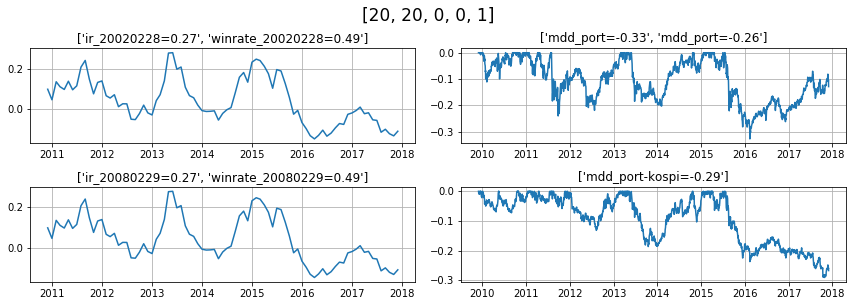 [20, 20, 0, 0, 1]
['ir_20020228=0.27', 'winrate_20020228=0.49']
0.2
0.0
2011 2012 2013 2014 2015 2016 2017 2018
['mdd_port=-0.33', 'mdd_port=-0.26']
0.0
−0.1
−0.2
−0.3
2010 2011 2012 2013 2014 2015 2016 2017 2018
['ir_20080229=0.27', 'winrate_20080229=0.49']
0.2
0.0
2011 2012 2013 2014 2015 2016 2017 2018
['mdd_port-kospi=-0.29']
0.0
−0.1
−0.2
−0.3
2010 2011 2012 2013 2014 2015 2016 2017 2018